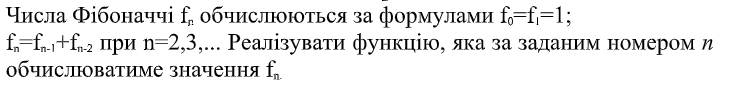 Числа Фібоначчі fn обчислюються за формулами f0=f1=1;
fn=fn-1+fn-2 при n=2,3,... Реалізувати функцію, яка за заданим номером n
обчислюватиме значення fn.